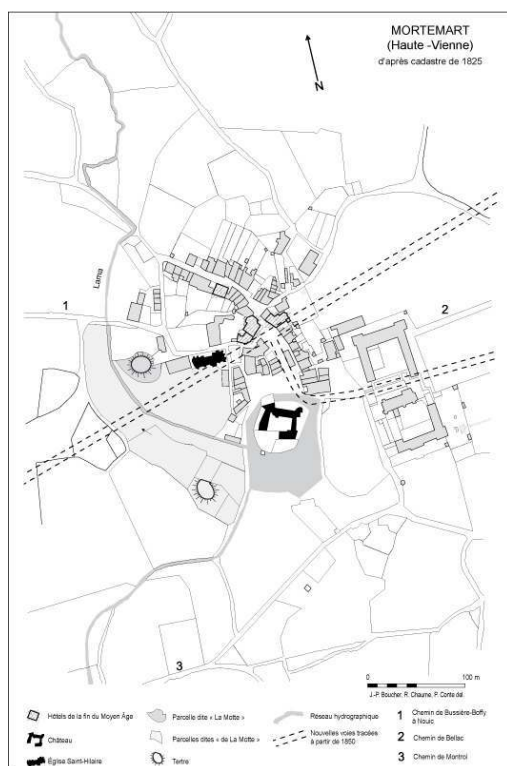 MORTEMART
(Haute -Vienne)
d'après cadastre de 1825
N
Lama
1
2
3
0 100 m
J.-P. Boucher, R. Chaume, P. Conte del.
Hôtels de la fin du Moyen Âge
Parcelle dite « La Motte »
Réseau hydrographique
1 Chemin de Bussière-Boffy
à Nouic
Château
Parcelles dites « de La Motte »
Nouvelles voies tracées
à partir de 1850
2 Chemin de Bellac
Église Saint-Hilaire
Tertre
3 Chemin de Montrol